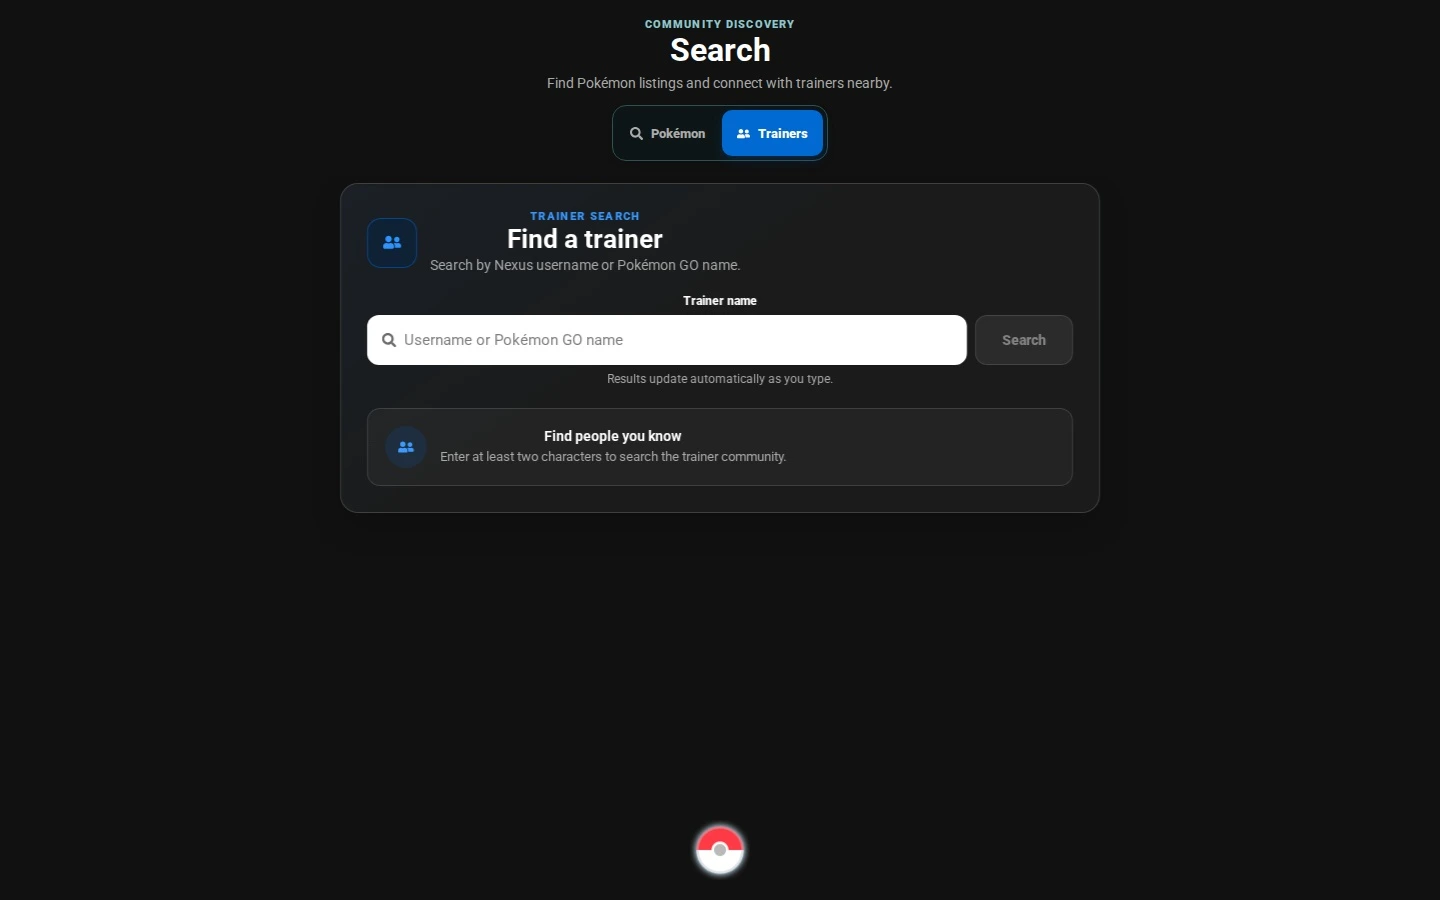 COMMUNITY DISCOVERY
Search
Find Pokémon listings and connect with trainers nearby.
Pokémon
Trainers
TRAINER SEARCH
Find a trainer
Search by Nexus username or Pokémon GO name.
Trainer name
Username or Pokémon GO name
Search
Results update automatically as you type.
Find people you know
Enter at least two characters to search the trainer community.